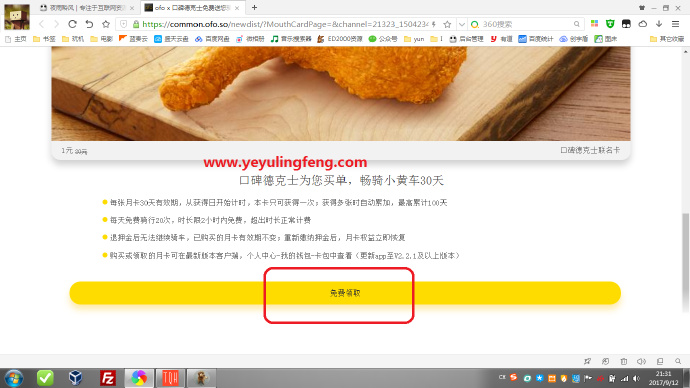 夜雨聆风 | 专注于互联网资源
ofo x 口碑德克士免费送您
https://common.ofo.so/newdist/?MouthCardPage=&channel=21323_1504234
360搜索
主页
书签
玩机
电影
蓝奏云
盛天云盘
百度网盘
微相册
音乐搜索器
ED2000资源
公众号
yun
后台管理
有道
百度统计
创宇盾
图床
其它收藏
1元
口碑德克士联名卡
www.yeyulingfeng.com
口碑德克士为您买单，畅骑小黄车30天
每张月卡30天有效期，从获得日开始计时，本卡只可获得一次；获得多张时自动累加，最高累计100天
每天免费骑行20次，时长限2小时内免费，超出时长正常计费
退押金后无法继续骑车，已购买的月卡有效期不变；重新缴纳押金后，月卡权益立即恢复
购买或领取的月卡可在最新版本客户端，个人中心-我的钱包-卡包中查看（更新app至V2.2.1及以上版本）
免费领取
21:31
2017/9/12